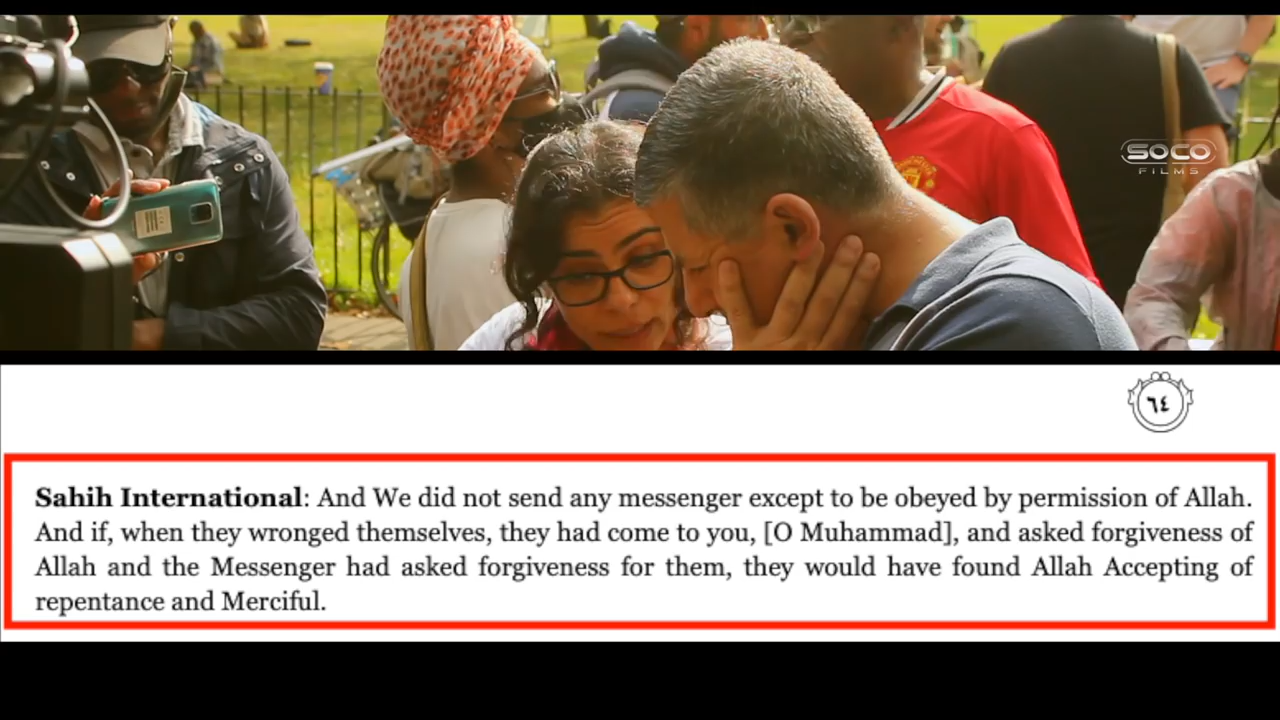 SOCO
FILMS
٦٤
Sahih International: And We did not send any messenger except to be obeyed by permission of Allah.
And if, when they wronged themselves, they had come to you, [O Muhammad], and asked forgiveness of
Allah and the Messenger had asked forgiveness for them, they would have found Allah Accepting of
repentance and Merciful.